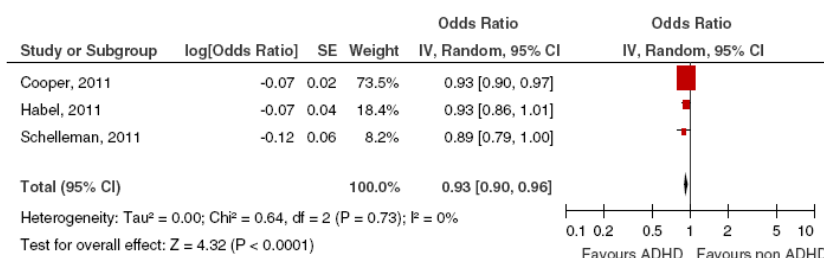 Odds Ratio Odds Ratio
Study or Subgroup log[Odds Ratio] SE Weight IV, Random, 95% CI IV, Random, 95% CI
Cooper, 2011 -0.07 0.02 73.5% 0.93 [0.90, 0.97]
Habel, 2011 -0.07 0.04 18.4% 0.93 [0.86, 1.01]
Schelleman, 2011 -0.12 0.06 8.2% 0.89 [0.79, 1.00]
Total (95% CI) 100.0% 0.93 [0.90, 0.96]
Heterogeneity: Tau² = 0.00; Chi² = 0.64, df = 2 (P = 0.73); I² = 0%
0.1 0.2 0.5 1 2 5 10
Test for overall effect: Z = 4.32 (P < 0.0001)
Favours ADHD Favours non ADHD